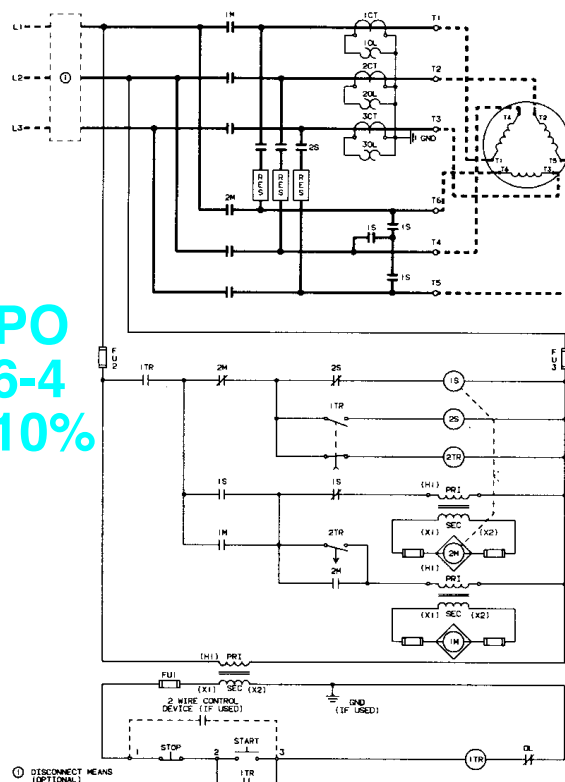 1M
1CT
T1
L1
1OL
2CT
T2
L2
①
2OL
T4
T2
3CT
T3
L3
GND
2S
3OL
T1
T5
T6
T3
RES
RES
RES
2M
T6
1S
1S
T4
1S
T5
PO
6-4
10%
FU2
FU3
1TR
2M
2S
1S
1TR
2S
2TR
1S
1S
(H1)
PRI
SEC
(X1)
(X2)
1M
2TR
2M
2M
(H1)
PRI
(X1)
SEC
(X2)
1M
(H1)
PRI
FU1
(X1)
SEC
(X2)
GND
(IF USED)
2 WIRE CONTROL
DEVICE (IF USED)
1
STOP
2
START
3
1TR
OL
1TR
① DISCONNECT MEANS
(OPTIONAL)